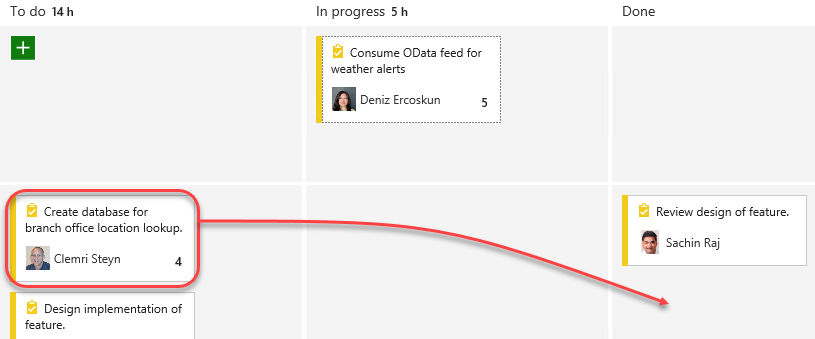 To do 14 h
In progress 5 h
Done
Consume OData feed for
weather alerts
Deniz Ercoskun
5
Create database for
branch office location lookup.
Clemri Steyn
4
Review design of feature.
Sachin Raj
Design implementation of
feature.